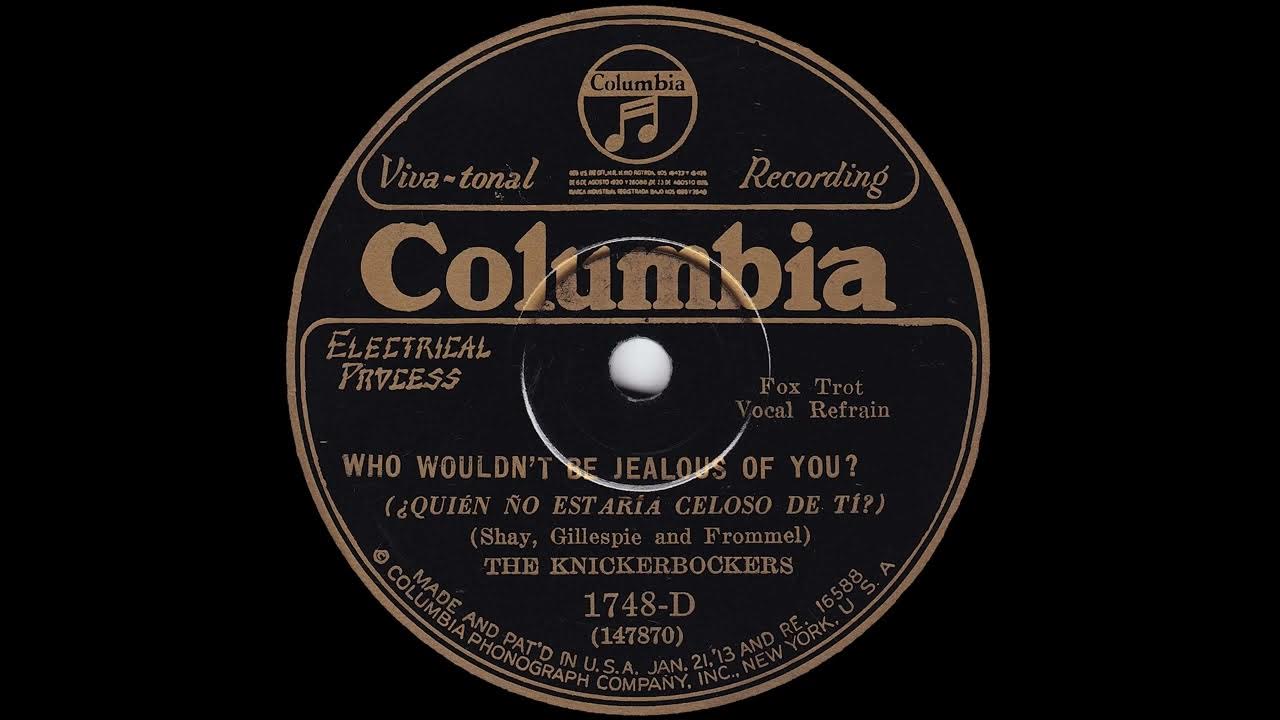 Columbia
Viva-tonal
Recording
Columbia
ELECTRICAL
PROCESS
Fox Trot
Vocal Refrain
WHO WOULDN'T BE JEALOUS OF YOU?
(¿QUIÉN ÑO ESTARÍA CELOSO DE TÍ?)
(Shay, Gillespie and Frommel)
THE KNICKERBOCKERS
1748-D
(147870)
MADE AND PAT'D IN U.S.A. JAN. 21,'13 AND RE. 16588
© COLUMBIA PHONOGRAPH COMPANY, INC., NEW YORK, U. S. A